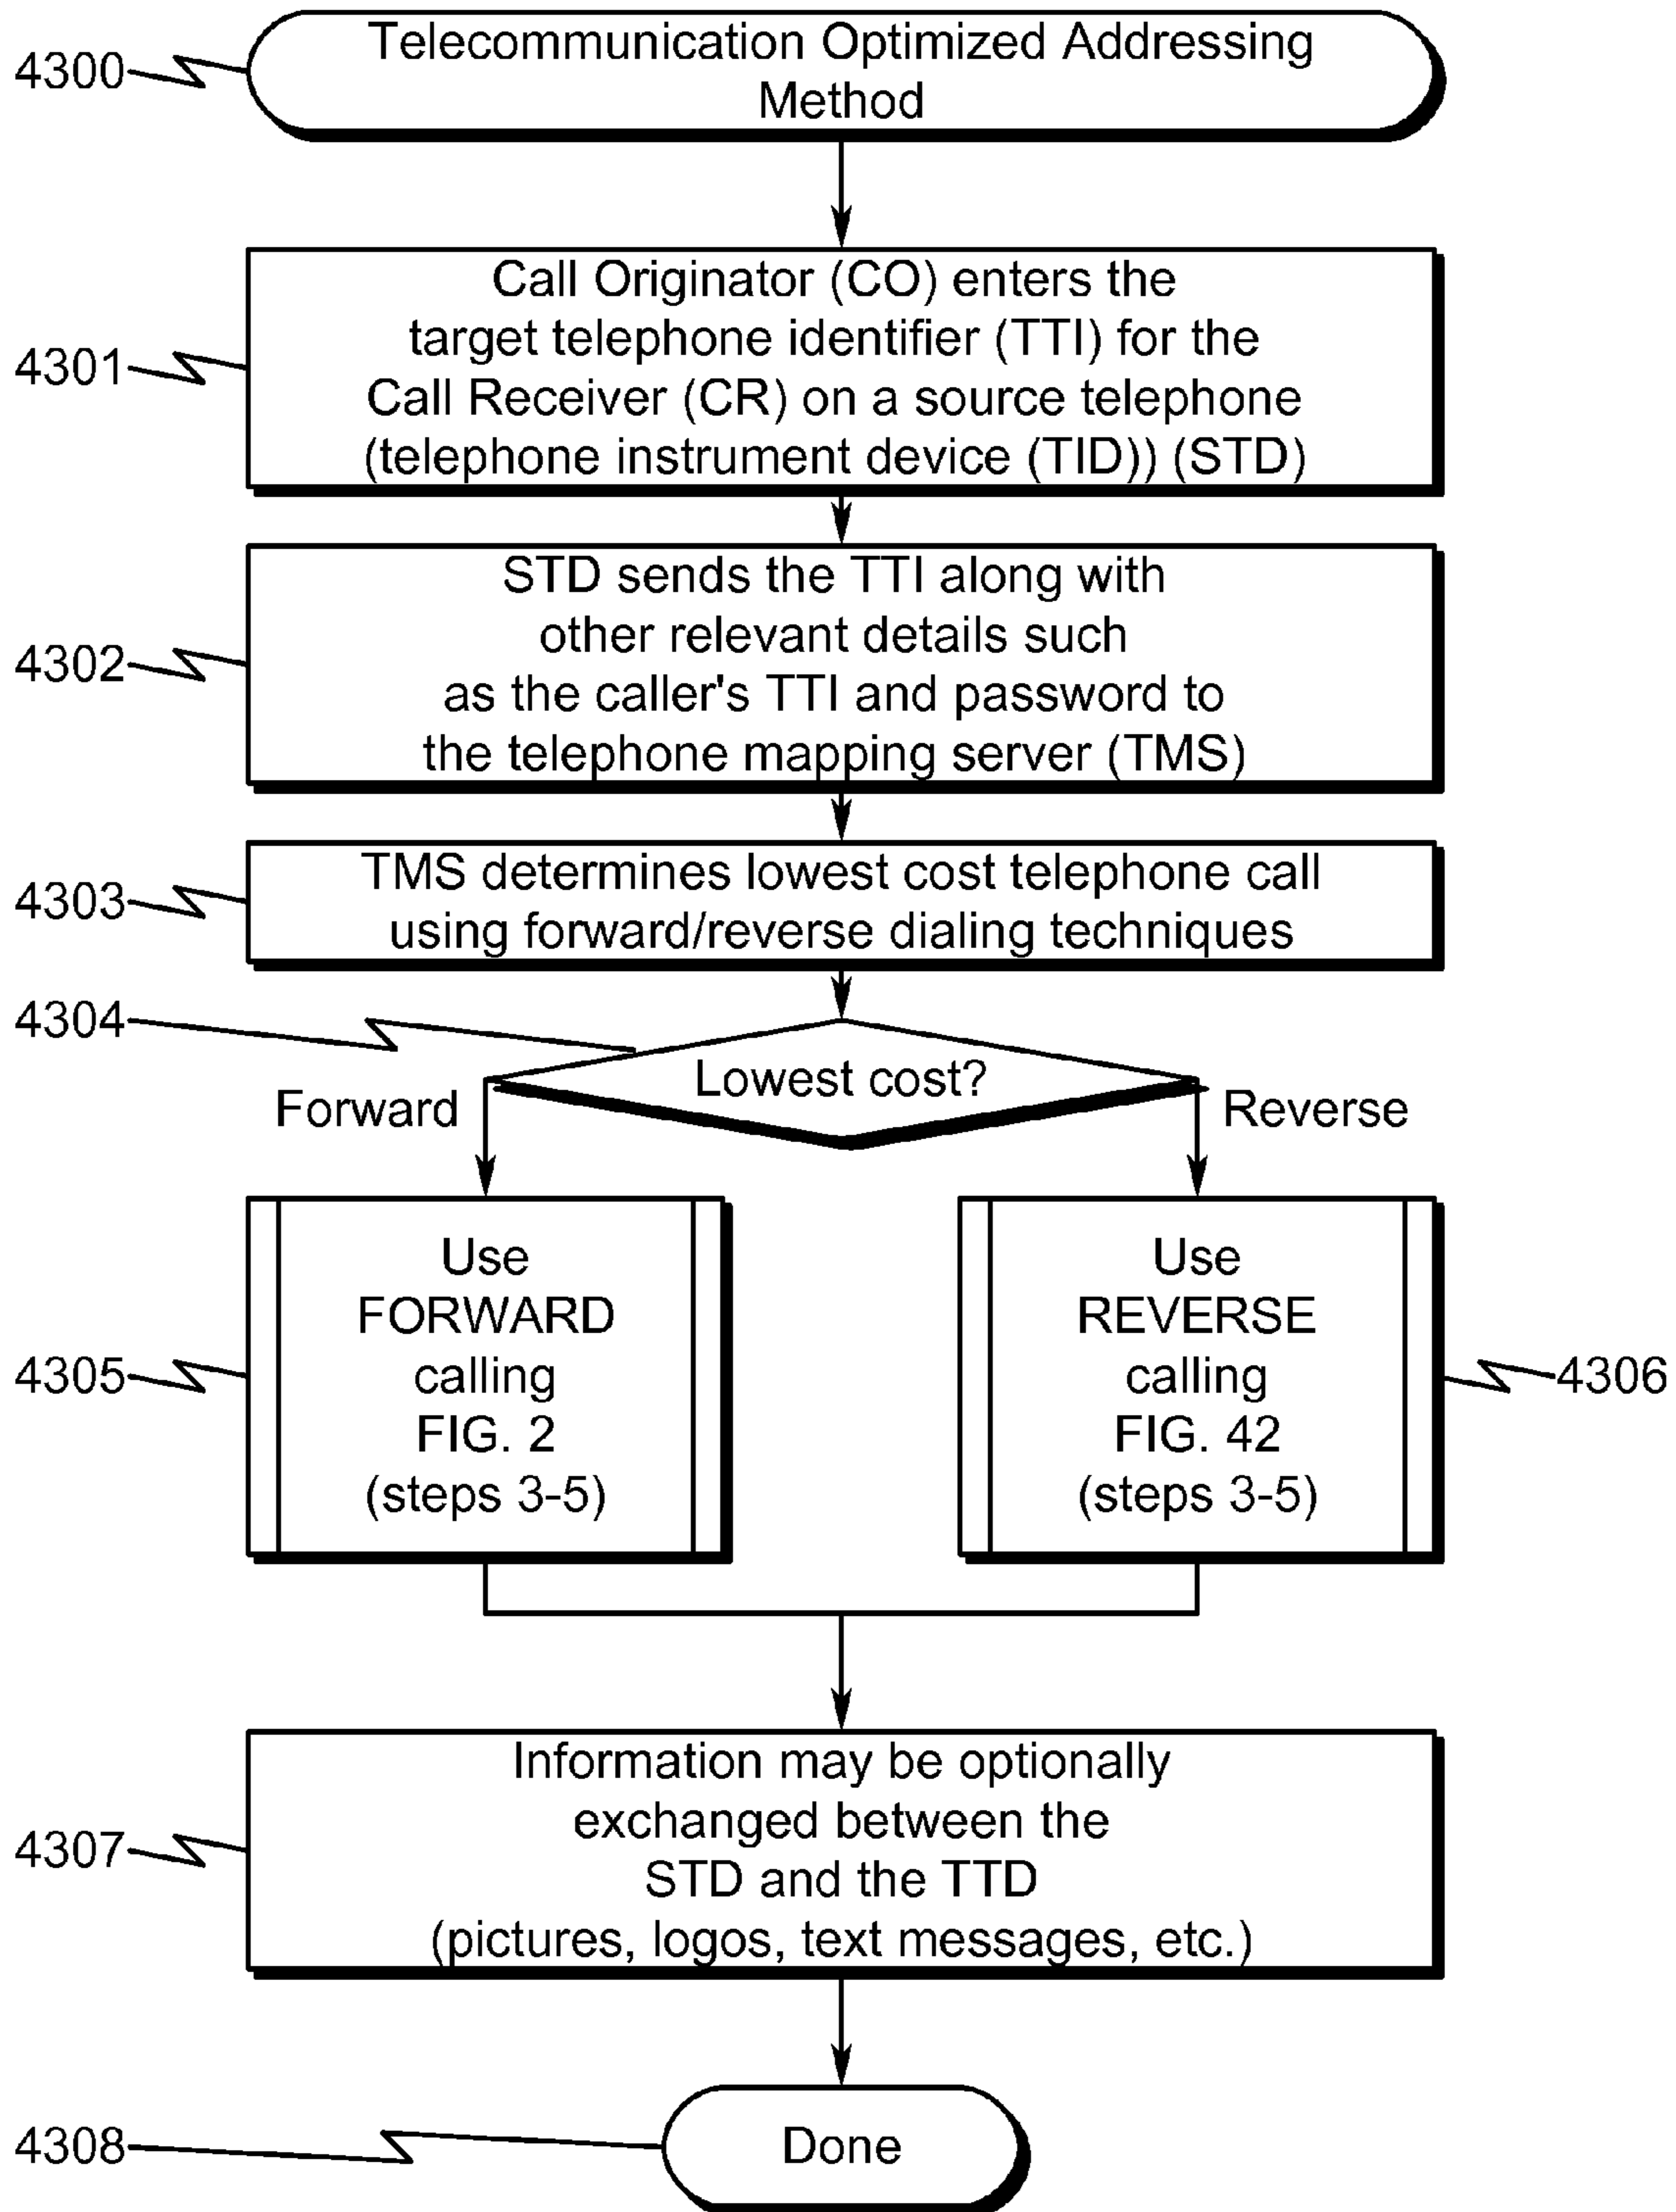 4300
Telecommunication Optimized Addressing
Method
4301
Call Originator (CO) enters the
target telephone identifier (TTI) for the
Call Receiver (CR) on a source telephone
(telephone instrument device (TID)) (STD)
4302
STD sends the TTI along with
other relevant details such
as the caller's TTI and password to
the telephone mapping server (TMS)
4303
TMS determines lowest cost telephone call
using forward/reverse dialing techniques
4304
Lowest cost?
Forward
Reverse
4305
Use
FORWARD
calling
FIG. 2
(steps 3-5)
Use
REVERSE
calling
FIG. 42
(steps 3-5)
4306
4307
Information may be optionally
exchanged between the
STD and the TTD
(pictures, logos, text messages, etc.)
4308
Done